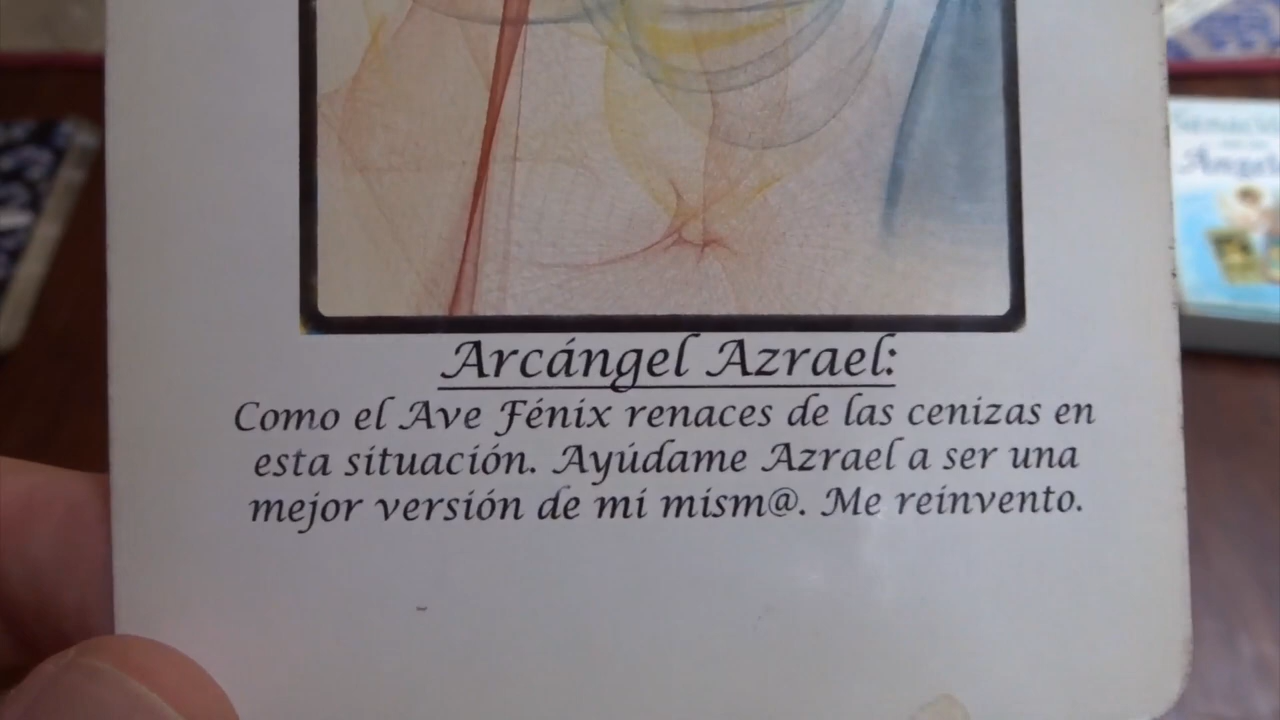 Arcángel Azrael:
Como el Ave Fénix renaces de las cenizas en
esta situación. Ayúdame Azrael a ser una
mejor versión de mí mism@. Me reinvento.